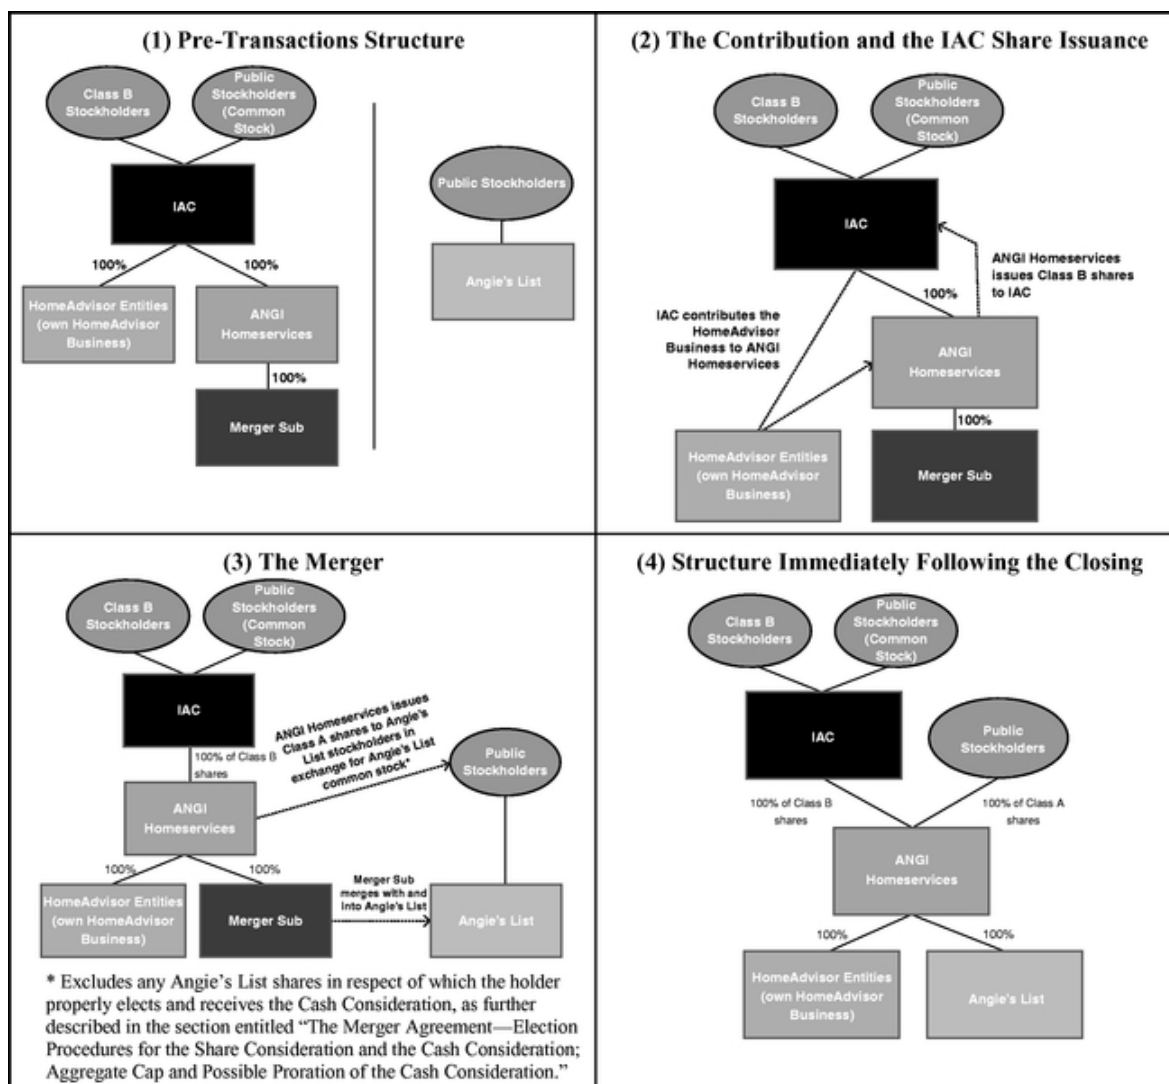 (1) Pre-Transactions Structure
Class B
Stockholders
Public
Stockholders
(Common
Stock)
IAC
100%
100%
HomeAdvisor Entities
(own HomeAdvisor
Business)
ANGI
Homeservices
100%
Merger Sub
Public Stockholders
Angie's List
(2) The Contribution and the IAC Share Issuance
Class B
Stockholders
Public
Stockholders
(Common
Stock)
IAC
ANGI Homeservices
issues Class B shares
to IAC
100%
IAC contributes the
HomeAdvisor
Business to ANGI
Homeservices
ANGI
Homeservices
100%
HomeAdvisor Entities
(own HomeAdvisor
Business)
Merger Sub
(3) The Merger
Class B
Stockholders
Public
Stockholders
(Common
Stock)
IAC
100% of Class B
shares
ANGI Homeservices issues
Class A shares to Angie's
List stockholders in
exchange for Angie's List
common stock*
Public
Stockholders
ANGI
Homeservices
100%
100%
HomeAdvisor Entities
(own HomeAdvisor
Business)
Merger Sub
Merger Sub
merges with and
into Angie's List
Angie's List
* Excludes any Angie’s List shares in respect of which the holder
properly elects and receives the Cash Consideration, as further
described in the section entitled “The Merger Agreement—Election
Procedures for the Share Consideration and the Cash Consideration;
Aggregate Cap and Possible Proration of the Cash Consideration.”
(4) Structure Immediately Following the Closing
Class B
Stockholders
Public
Stockholders
(Common
Stock)
IAC
Public
Stockholders
100% of Class B
shares
100% of Class A
shares
ANGI
Homeservices
100%
100%
HomeAdvisor Entities
(own HomeAdvisor
Business)
Angie's List